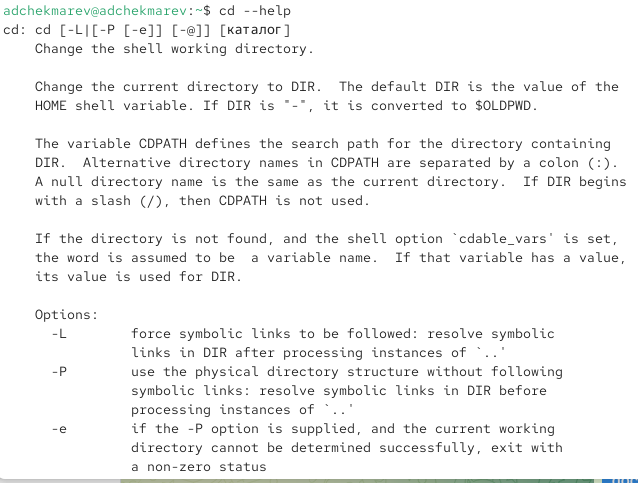 adchekmarev@adchekmarev:~$ cd --help
cd: cd [-L|[-P [-e]] [-@]] [каталог]
    Change the shell working directory.

    Change the current directory to DIR.  The default DIR is the value of the
    HOME shell variable. If DIR is "-", it is converted to $OLDPWD.

    The variable CDPATH defines the search path for the directory containing
    DIR.  Alternative directory names in CDPATH are separated by a colon (:).
    A null directory name is the same as the current directory.  If DIR begins
    with a slash (/), then CDPATH is not used.

    If the directory is not found, and the shell option `cdable_vars' is set,
    the word is assumed to be  a variable name.  If that variable has a value,
    its value is used for DIR.

    Options:
      -L        force symbolic links to be followed: resolve symbolic
                links in DIR after processing instances of `..'
      -P        use the physical directory structure without following
                symbolic links: resolve symbolic links in DIR before
                processing instances of `..'
      -e        if the -P option is supplied, and the current working
                directory cannot be determined successfully, exit with
                a non-zero status